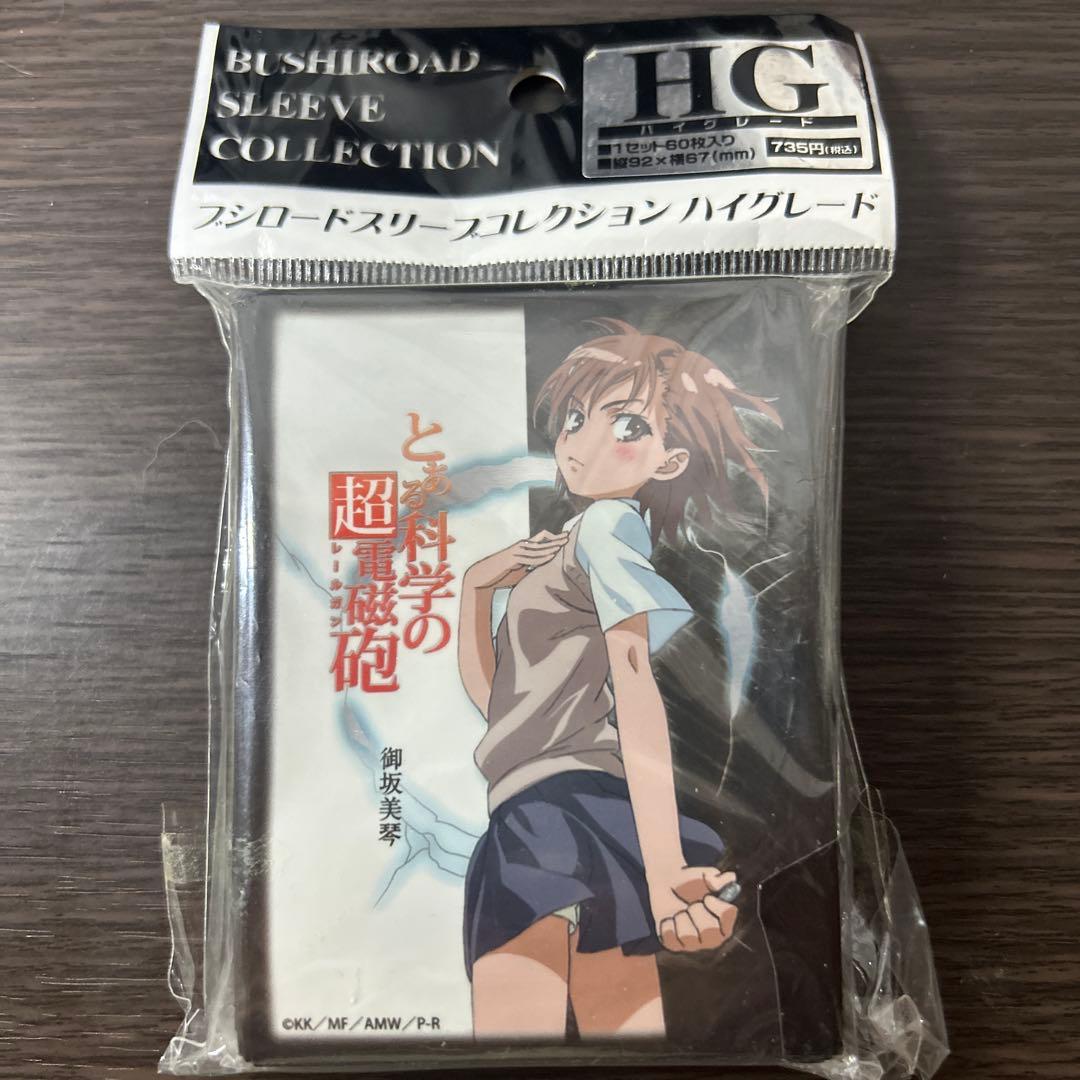 BUSHIROAD
SLEEVE
COLLECTION
HG
ハイグレード
■1セット60枚入り
■縦92×横67(mm)
735円(税込)
ブシロードスリーブコレクション ハイグレード
とある科学の
超電磁砲
レールガン
御坂美琴
©KK/MF/AMW/P-R